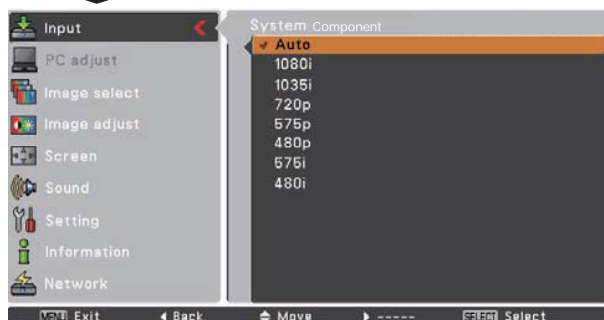 Input
PC adjust
Image select
Image adjust
Screen
Sound
Setting
Information
Network
System Component
Auto
1080i
1035i
720p
575p
480p
575i
480i
MENU Exit Back Move ----- SELECT Select